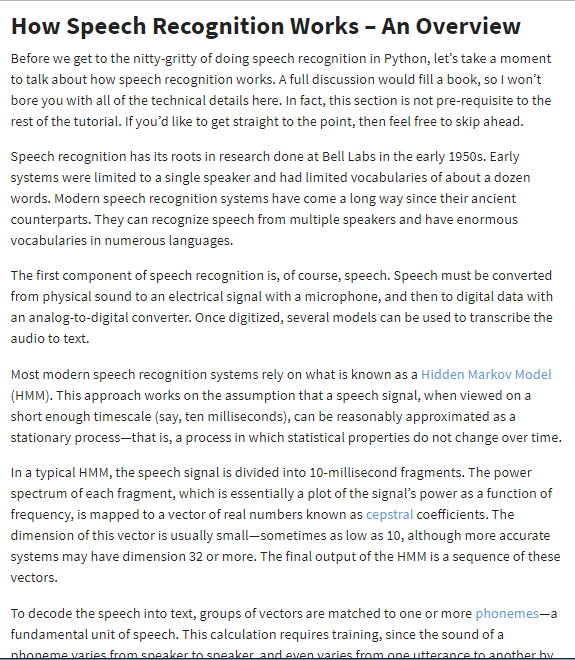 How Speech Recognition Works – An Overview
Before we get to the nitty-gritty of doing speech recognition in Python, let’s take a moment
to talk about how speech recognition works. A full discussion would fill a book, so I won’t
bore you with all of the technical details here. In fact, this section is not pre-requisite to the
rest of the tutorial. If you’d like to get straight to the point, then feel free to skip ahead.
Speech recognition has its roots in research done at Bell Labs in the early 1950s. Early
systems were limited to a single speaker and had limited vocabularies of about a dozen
words. Modern speech recognition systems have come a long way since their ancient
counterparts. They can recognize speech from multiple speakers and have enormous
vocabularies in numerous languages.
The first component of speech recognition is, of course, speech. Speech must be converted
from physical sound to an electrical signal with a microphone, and then to digital data with
an analog-to-digital converter. Once digitized, several models can be used to transcribe the
audio to text.
Most modern speech recognition systems rely on what is known as a Hidden Markov Model
(HMM). This approach works on the assumption that a speech signal, when viewed on a
short enough timescale (say, ten milliseconds), can be reasonably approximated as a
stationary process—that is, a process in which statistical properties do not change over time.
In a typical HMM, the speech signal is divided into 10-millisecond fragments. The power
spectrum of each fragment, which is essentially a plot of the signal’s power as a function of
frequency, is mapped to a vector of real numbers known as cepstral coefficients. The
dimension of this vector is usually small—sometimes as low as 10, although more accurate
systems may have dimension 32 or more. The final output of the HMM is a sequence of these
vectors.
To decode the speech into text, groups of vectors are matched to one or more phonemes—a
fundamental unit of speech. This calculation requires training, since the sound of a
phoneme varies from speaker to speaker, and even varies from one utterance to another by